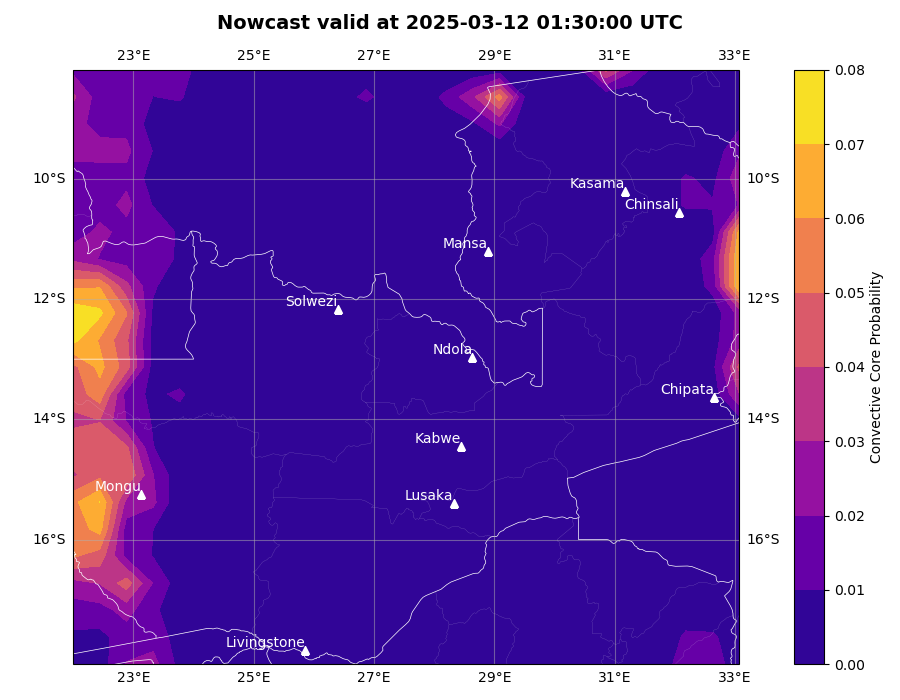 Nowcast valid at 2025-03-12 01:30:00 UTC
23°E 25°E 27°E 29°E 31°E 33°E
0.08
0.07
0.06
0.05
0.04
0.03
0.02
0.01
0.00
Convective Core Probability
10°S 10°S
12°S 12°S
14°S 14°S
16°S 16°S
Kasama
Chinsali
Mansa
Solwezi
Ndola
Chipata
Kabwe
Mongu
Lusaka
Livingstone
23°E 25°E 27°E 29°E 31°E 33°E